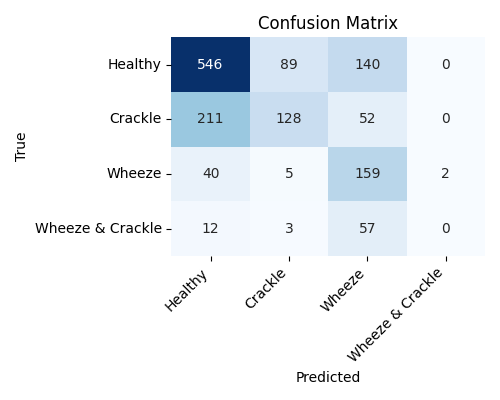 Confusion Matrix
True
Healthy 546 89 140 0
Crackle 211 128 52 0
Wheeze 40 5 159 2
Wheeze & Crackle 12 3 57 0
Healthy Crackle Wheeze Wheeze & Crackle
Predicted